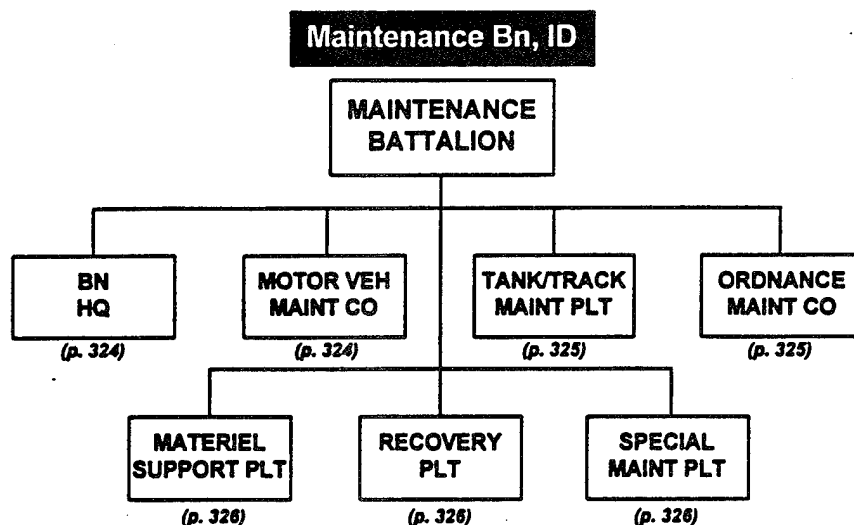 Maintenance Bn, ID
MAINTENANCE
BATTALION
BN
HQ
(p. 324)
MOTOR VEH
MAINT CO
(p. 324)
TANK/TRACK
MAINT PLT
(p. 325)
ORDNANCE
MAINT CO
(p. 325)
MATERIEL
SUPPORT PLT
(p. 326)
RECOVERY
PLT
(p. 326)
SPECIAL
MAINT PLT
(p. 326)